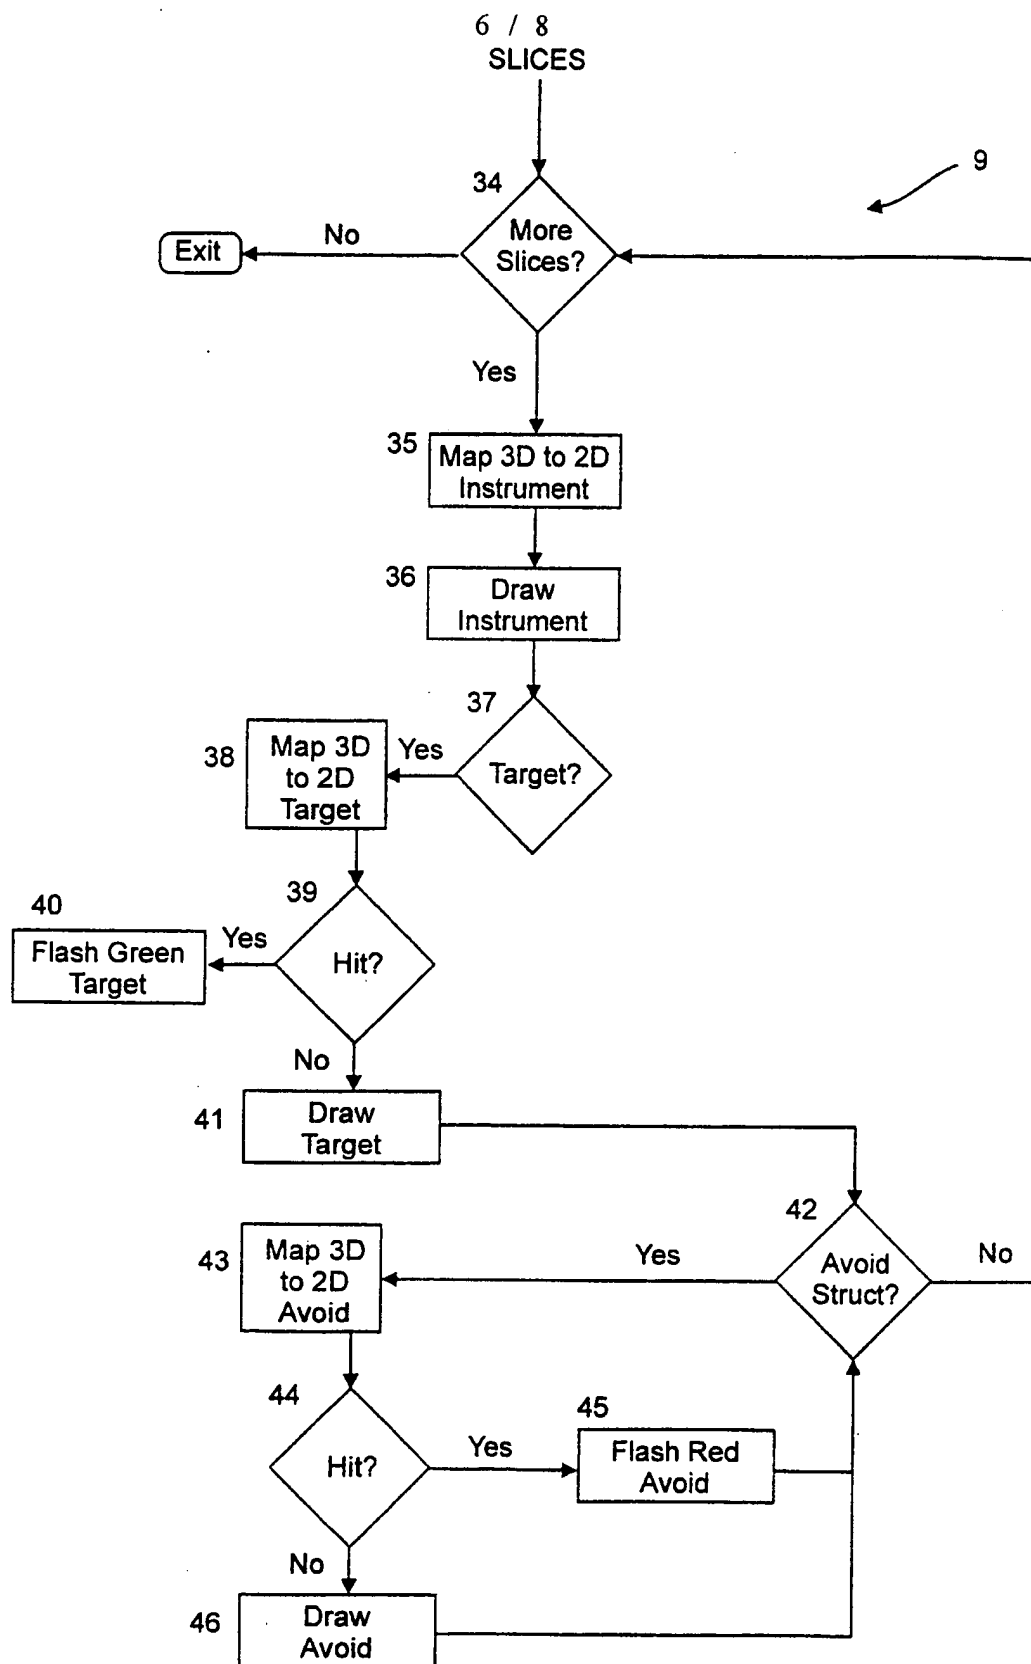 6 / 8
SLICES
9
34
More
Slices?
No
Exit
Yes
35
Map 3D to 2D
Instrument
36
Draw
Instrument
37
Target?
Yes
38
Map 3D
to 2D
Target
39
Hit?
Yes
40
Flash Green
Target
No
41
Draw
Target
42
Avoid
Struct?
No
Yes
43
Map 3D
to 2D
Avoid
44
Hit?
Yes
45
Flash Red
Avoid
No
46
Draw
Avoid